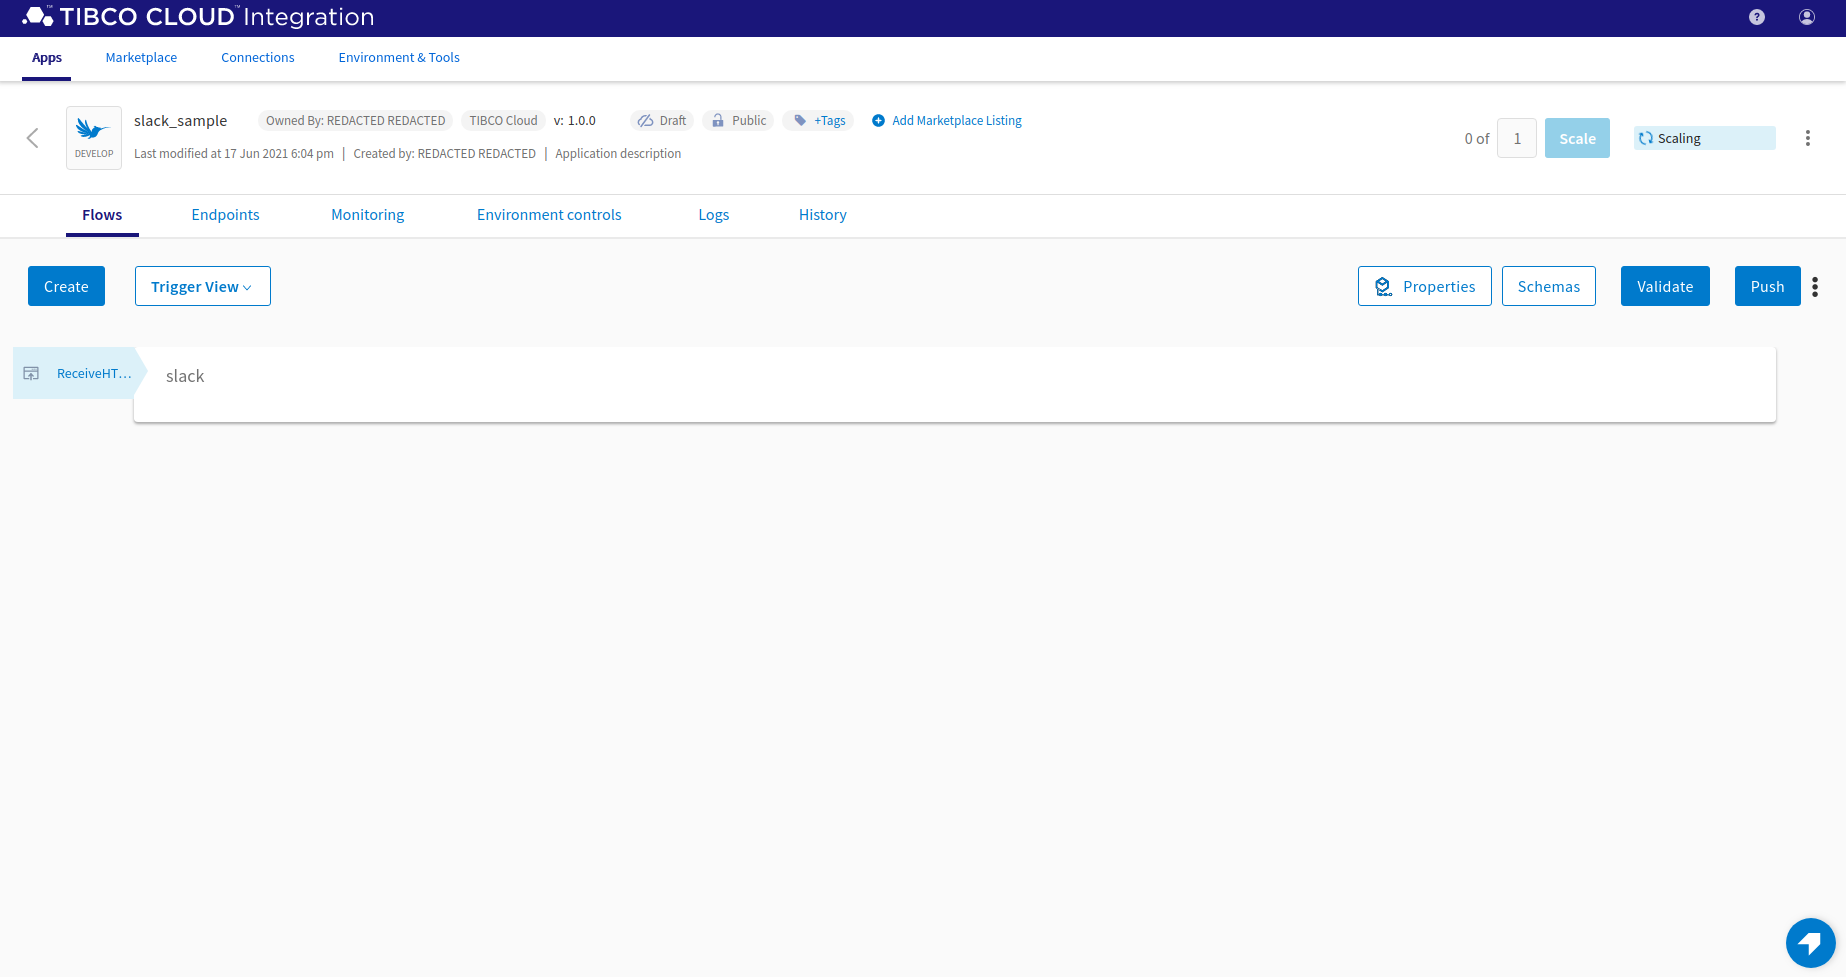 TIBCO CLOUD™ Integration
?
Apps Marketplace Connections Environment & Tools
slack_sample Owned By: REDACTED REDACTED TIBCO Cloud v: 1.0.0 Draft Public +Tags Add Marketplace Listing
DEVELOP
Last modified at 17 Jun 2021 6:04 pm | Created by: REDACTED REDACTED | Application description
0 of 1 Scale Scaling
Flows Endpoints Monitoring Environment controls Logs History
Create Trigger View Properties Schemas Validate Push
ReceiveHT... slack